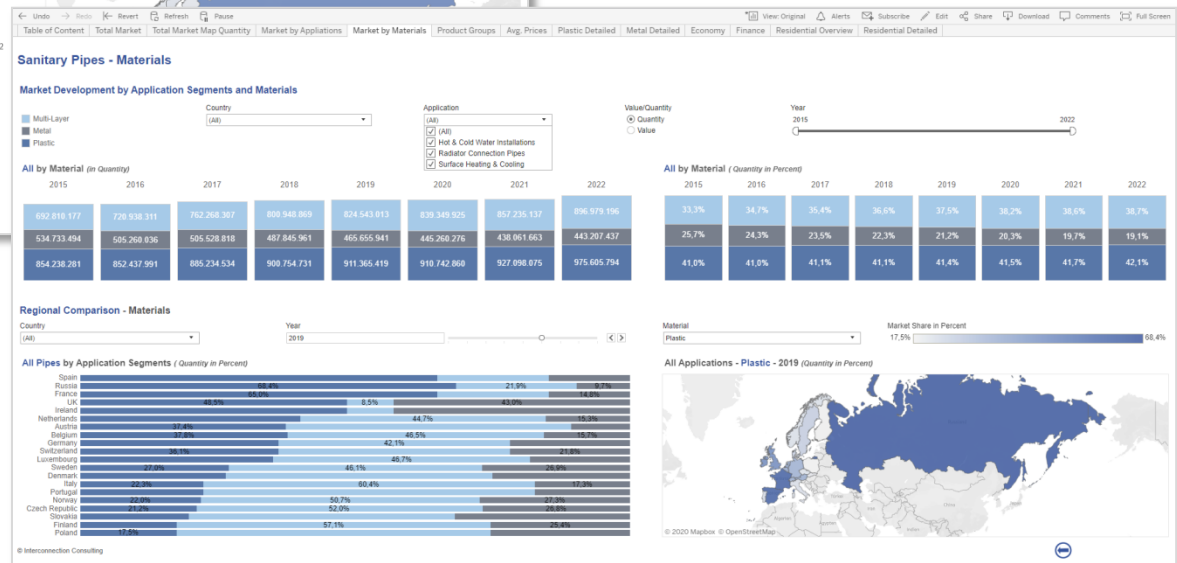 Undo Redo Revert Refresh Pause View: Original Alerts Subscribe Edit Share Download Comments Full Screen
Table of Content Total Market Total Market Map Quantity Market by Appliations Market by Materials Product Groups Avg. Prices Plastic Detailed Metal Detailed Economy Finance Residential Overview Residential Detailed
2
Sanitary Pipes - Materials
Market Development by Application Segments and Materials
Country Application Value/Quantity Year
Multi-Layer (All) (All) Quantity 2015 2022
Metal (All) Value
Plastic Hot & Cold Water Installations
Radiator Connection Pipes
Surface Heating & Cooling
All by Material (in Quantity) All by Material ( Quantity in Percent)
2015 2016 2017 2018 2019 2020 2021 2022 2015 2016 2017 2018 2019 2020 2021 2022
692.810.177 720.938.311 762.268.307 800.948.869 824.543.013 839.349.925 857.235.137 896.979.196 33,3% 34,7% 35,4% 36,6% 37,5% 38,2% 38,6% 38,7%
534.733.494 505.260.036 505.528.818 487.845.961 465.655.941 445.260.276 438.061.663 443.207.437 25,7% 24,3% 23,5% 22,3% 21,2% 20,3% 19,7% 19,1%
854.238.281 852.437.991 885.234.534 900.754.731 911.365.419 910.742.860 927.098.075 975.605.794 41,0% 41,0% 41,1% 41,1% 41,4% 41,5% 41,7% 42,1%
Regional Comparison - Materials
Country Year Material Market Share in Percent
(All) 2019 Plastic 17,5% 68,4%
All Pipes by Application Segments ( Quantity in Percent) All Applications - Plastic - 2019 (Quantity in Percent)
Spain
Russia 68,4% 21,9% 9,7%
France 65,0% 14,8%
UK 48,5% 8,5% 43,0%
Ireland
Netherlands 44,7% 15,3%
Austria 37,4%
Belgium 37,8% 46,5% 15,7%
Germany 42,1%
Switzerland 36,1% 21,8%
Luxembourg 46,7%
Sweden 27,0% 46,1% 26,9%
Denmark
Italy 22,3% 60,4% 17,3%
Portugal
Norway 22,0% 50,7% 27,3%
Czech Republic 21,2% 52,0% 26,8%
Slovakia
Finland 57,1% 25,4%
Poland 17,5%
© 2020 Mapbox © OpenStreetMap
© Interconnection Consulting